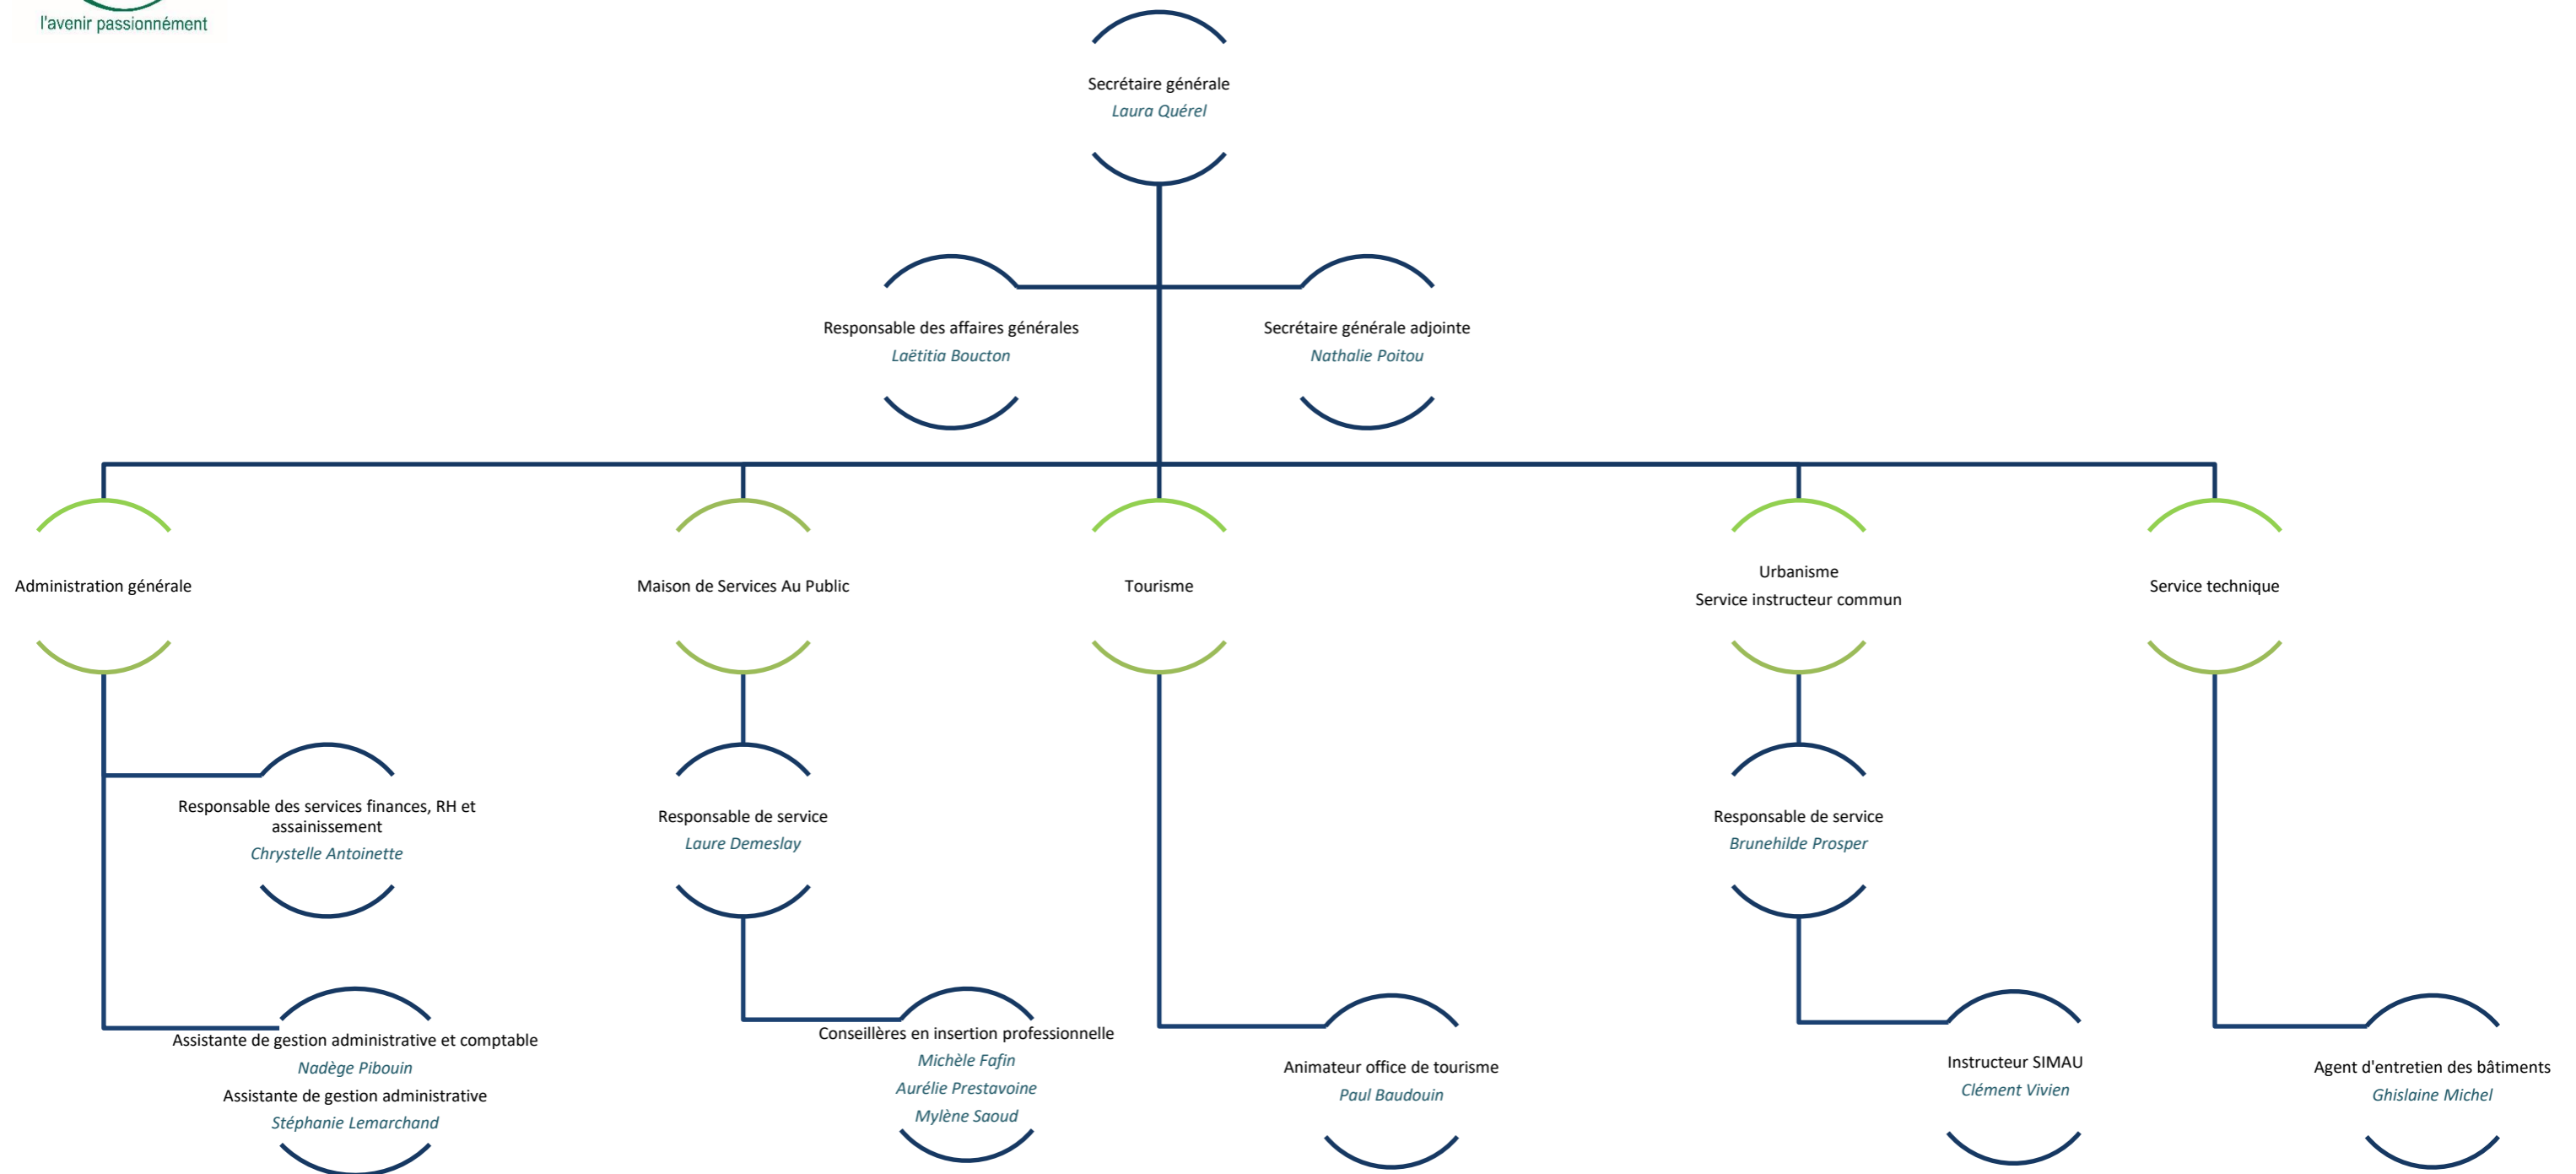 l'avenir passionnément
Secrétaire générale
Laura Quérel
Responsable des affaires générales
Laëtitia Boucton
Secrétaire générale adjointe
Nathalie Poitou
Administration générale
Maison de Services Au Public
Tourisme
Urbanisme
Service instructeur commun
Service technique
Responsable des services finances, RH et
assainissement
Chrystelle Antoinette
Responsable de service
Laure Demeslay
Responsable de service
Brunehilde Prosper
Assistante de gestion administrative et comptable
Nadège Pibouin
Assistante de gestion administrative
Stéphanie Lemarchand
Conseillères en insertion professionnelle
Michèle Fafin
Aurélie Prestavoine
Mylène Saoud
Animateur office de tourisme
Paul Baudouin
Instructeur SIMAU
Clément Vivien
Agent d'entretien des bâtiments
Ghislaine Michel